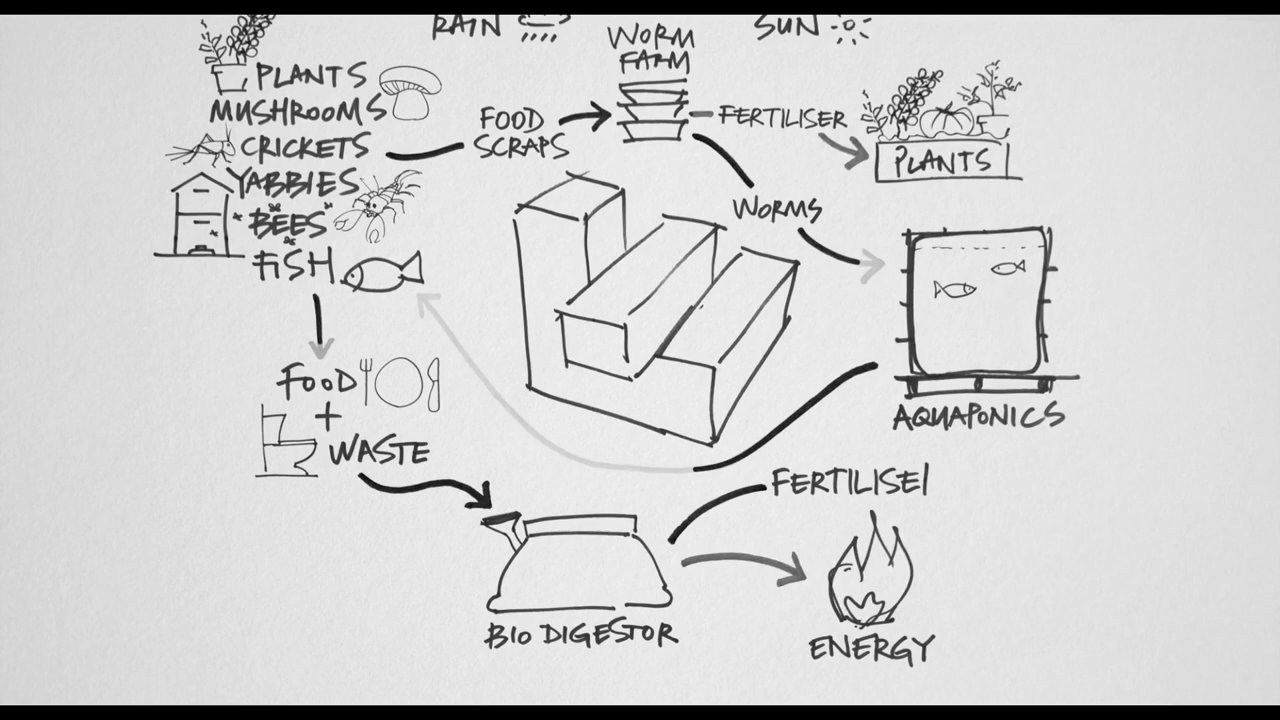 RAIN
SUN
WORM
FARM
PLANTS
MUSHROOMS
CRICKETS
YABBIES
BEES
FISH
FOOD
SCRAPS
FERTILISER
PLANTS
WORMS
AQUAPONICS
FOOD
+
WASTE
FERTILISEI
BIO DIGESTOR
ENERGY